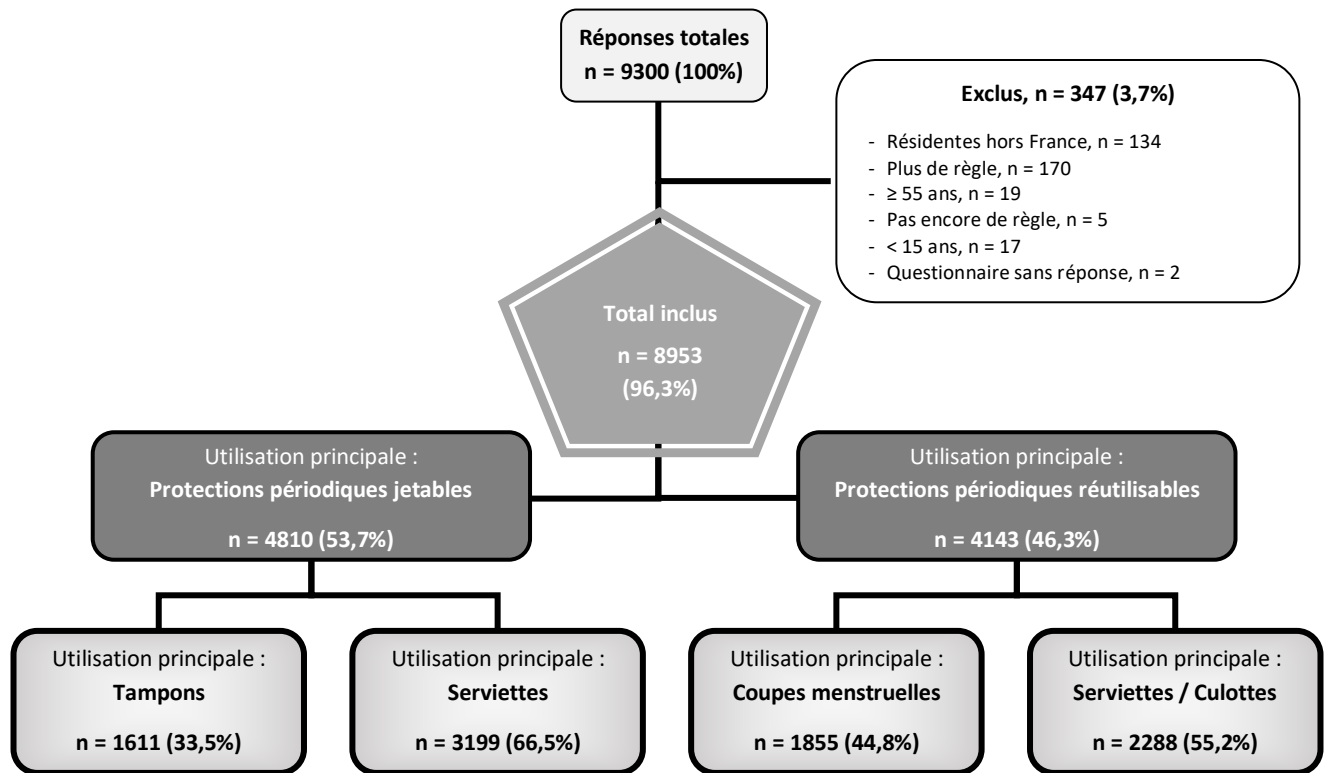 Réponses totales
n = 9300 (100%)
Exclus, n = 347 (3,7%)
- Résidentes hors France, n = 134
- Plus de règle, n = 170
- ≥ 55 ans, n = 19
- Pas encore de règle, n = 5
- < 15 ans, n = 17
- Questionnaire sans réponse, n = 2
Total inclus
n = 8953
(96,3%)
Utilisation principale :
Protections périodiques jetables
n = 4810 (53,7%)
Utilisation principale :
Protections périodiques réutilisables
n = 4143 (46,3%)
Utilisation principale :
Tampons
n = 1611 (33,5%)
Utilisation principale :
Serviettes
n = 3199 (66,5%)
Utilisation principale :
Coupes menstruelles
n = 1855 (44,8%)
Utilisation principale :
Serviettes / Culottes
n = 2288 (55,2%)